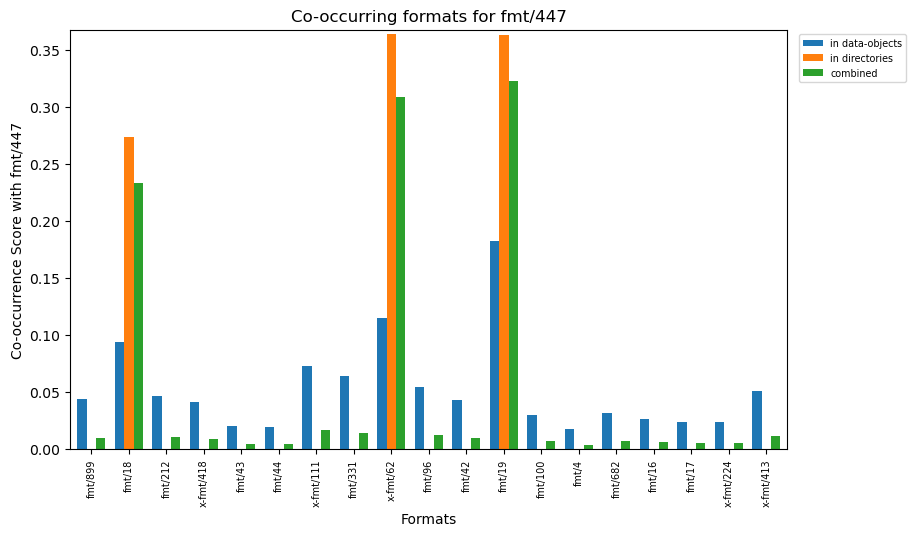 Co-occurring formats for fmt/447
in data-objects
in directories
combined
Co-occurrence Score with fmt/447
0.35
0.30
0.25
0.20
0.15
0.10
0.05
0.00
fmt/899
fmt/18
fmt/212
x-fmt/418
fmt/43
fmt/44
x-fmt/111
fmt/331
x-fmt/62
fmt/96
fmt/42
fmt/19
fmt/100
fmt/4
fmt/682
fmt/16
fmt/17
x-fmt/224
x-fmt/413
Formats